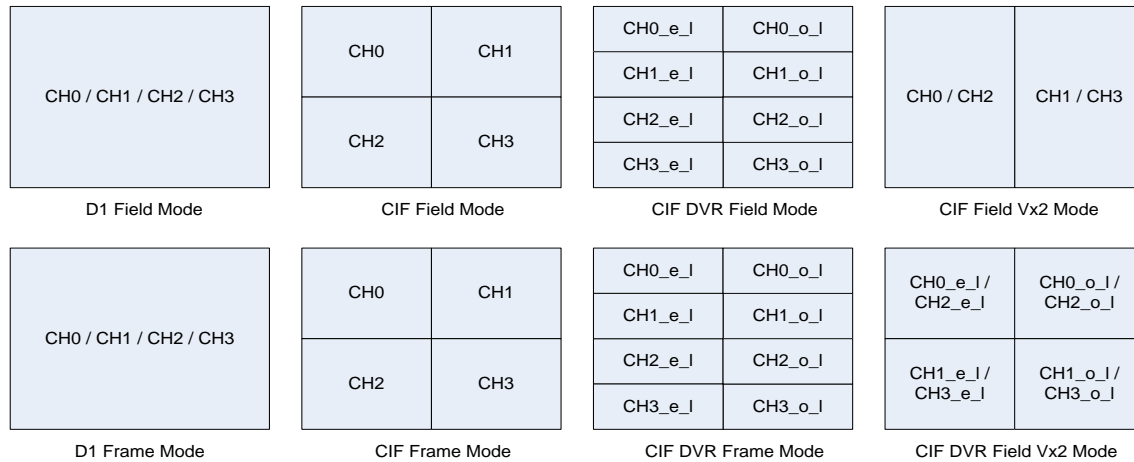 CH0 / CH1 / CH2 / CH3
D1 Field Mode
CH0 CH1
CH2 CH3
CIF Field Mode
CH0_e_l CH0_o_l
CH1_e_l CH1_o_l
CH2_e_l CH2_o_l
CH3_e_l CH3_o_l
CIF DVR Field Mode
CH0 / CH2 CH1 / CH3
CIF Field Vx2 Mode
CH0 / CH1 / CH2 / CH3
D1 Frame Mode
CH0 CH1
CH2 CH3
CIF Frame Mode
CH0_e_l CH0_o_l
CH1_e_l CH1_o_l
CH2_e_l CH2_o_l
CH3_e_l CH3_o_l
CIF DVR Frame Mode
CH0_e_l / CH0_o_l /
CH2_e_l CH2_o_l
CH1_e_l / CH1_o_l /
CH3_e_l CH3_o_l
CIF DVR Field Vx2 Mode